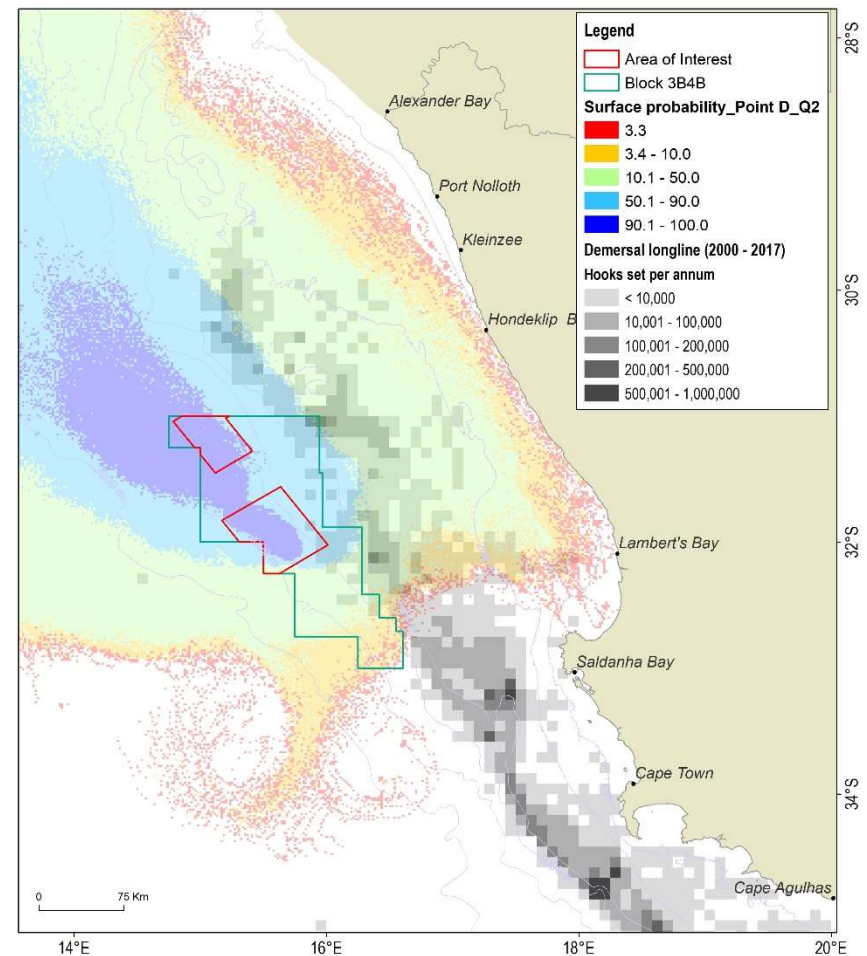 Legend
Area of Interest
Block 3B4B
Surface probability_Point D_Q2
3.3
3.4 - 10.0
10.1 - 50.0
50.1 - 90.0
90.1 - 100.0
Demersal longline (2000 - 2017)
Hooks set per annum
< 10,000
10,001 - 100,000
100,001 - 200,000
200,001 - 500,000
500,001 - 1,000,000
28°S
Alexander Bay
Port Nolloth
Kleinzee
30°S
Hondeklip B
32°S
Lambert's Bay
Saldanha Bay
Cape Town
34°S
Cape Agulhas
0 75 Km
14°E 16°E 18°E 20°E